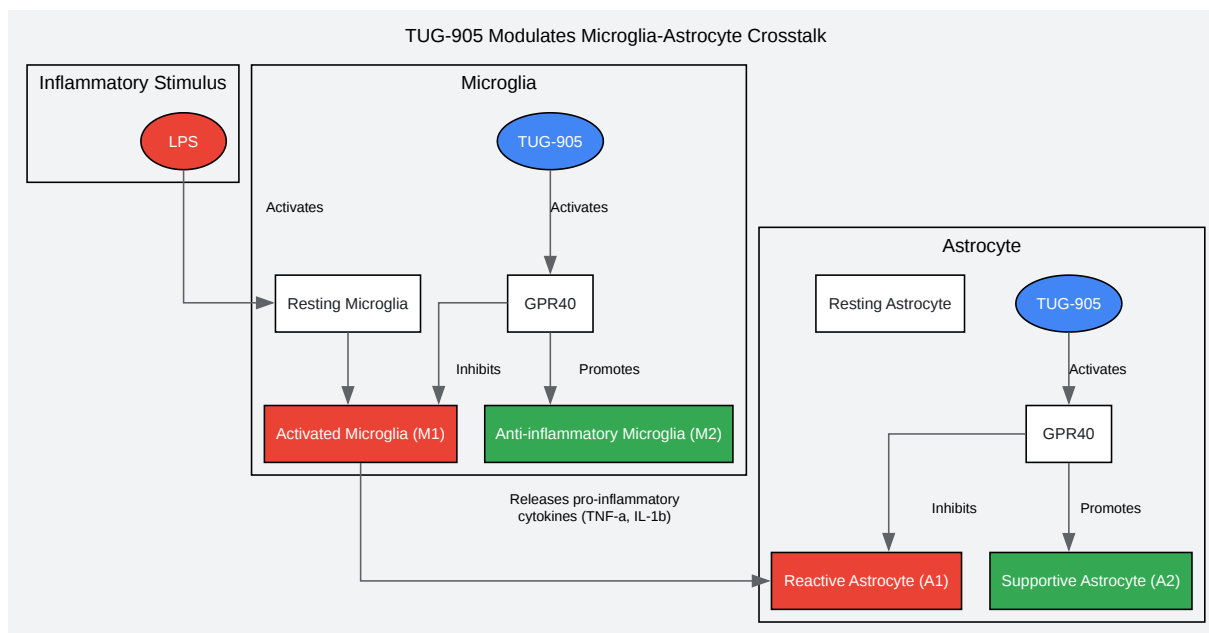 TUG-905 Modulates Microglia-Astrocyte Crosstalk
Inflammatory Stimulus
LPS
Microglia
TUG-905
Activates
Activates
Resting Microglia
GPR40
Inhibits
Promotes
Activated Microglia (M1)
Anti-inflammatory Microglia (M2)
Releases pro-inflammatory
cytokines (TNF-a, IL-1b)
Astrocyte
Resting Astrocyte
TUG-905
Activates
GPR40
Inhibits
Promotes
Reactive Astrocyte (A1)
Supportive Astrocyte (A2)